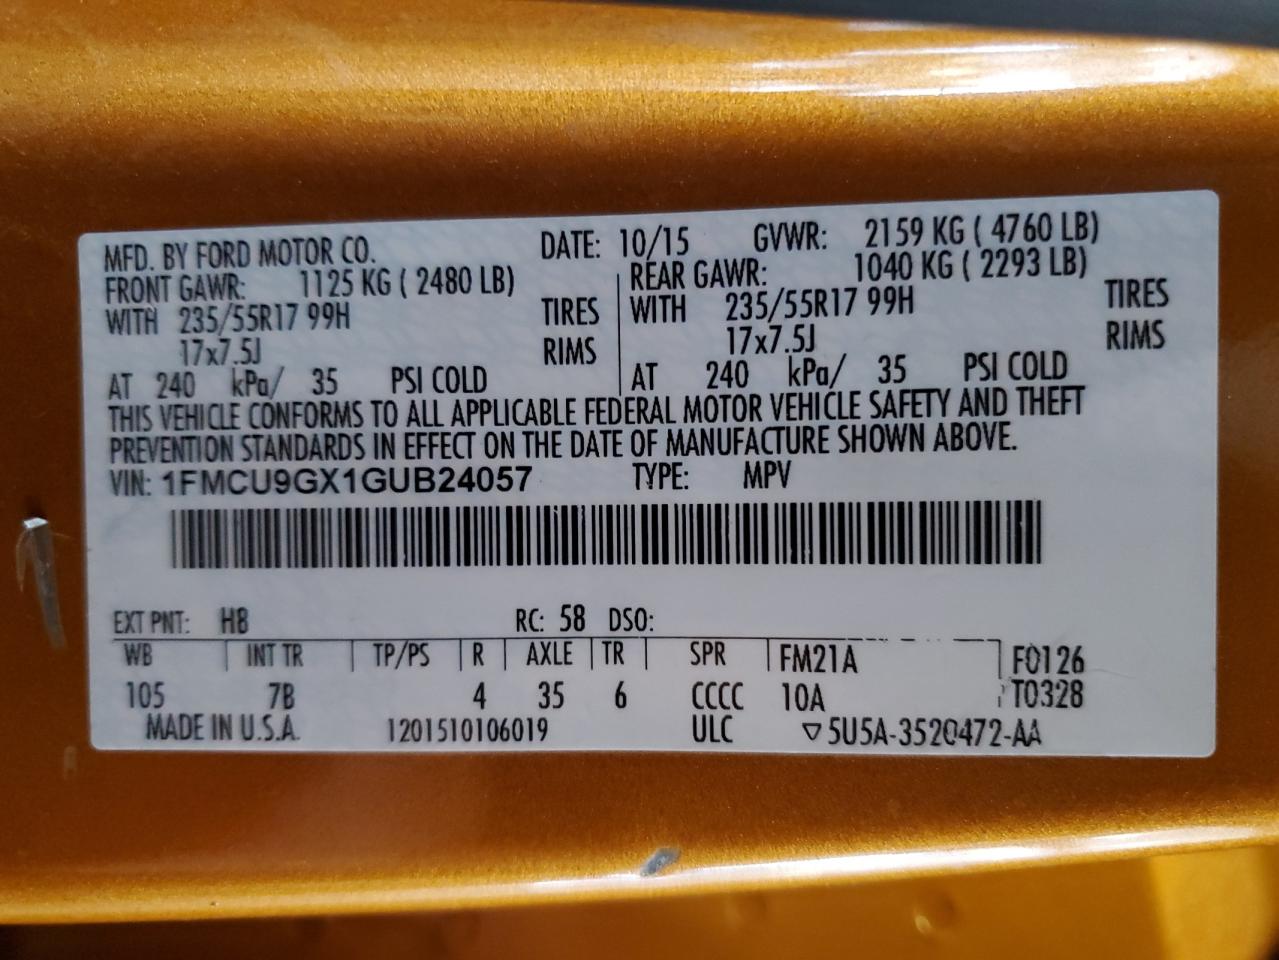 MFD. BY FORD MOTOR CO. DATE: 10/15 GVWR: 2159 KG ( 4760 LB)
FRONT GAWR: 1125 KG ( 2480 LB) REAR GAWR: 1040 KG ( 2293 LB)
WITH 235/55R17 99H TIRES WITH 235/55R17 99H TIRES
17x7.5J RIMS 17x7.5J RIMS
AT 240 kPa/ 35 PSI COLD AT 240 kPa/ 35 PSI COLD
THIS VEHICLE CONFORMS TO ALL APPLICABLE FEDERAL MOTOR VEHICLE SAFETY AND THEFT
PREVENTION STANDARDS IN EFFECT ON THE DATE OF MANUFACTURE SHOWN ABOVE.
VIN: 1FMCU9GX1GUB24057 TYPE: MPV
EXT PNT: H8 RC: 58 DSO:
WB INT TR TP/PS R AXLE TR SPR FM21A F0126
105 7B 4 35 6 CCCC 10A T0328
MADE IN U.S.A. 1201510106019 ULC ▽5U5A-3520472-AA